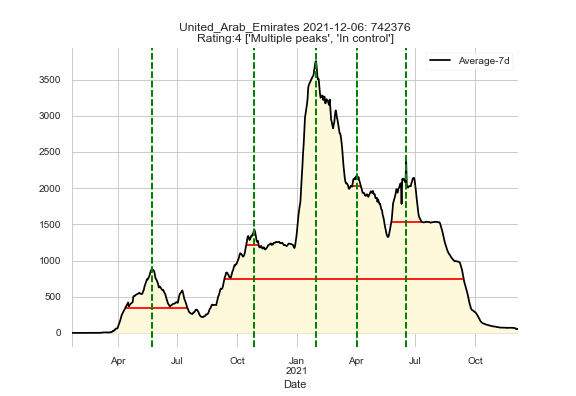 United_Arab_Emirates 2021-12-06: 742376
Rating:4 ['Multiple peaks', 'In control']
Average-7d
3500
3000
2500
2000
1500
1000
500
0
Apr Jul Oct Jan Apr Jul Oct
2021
Date